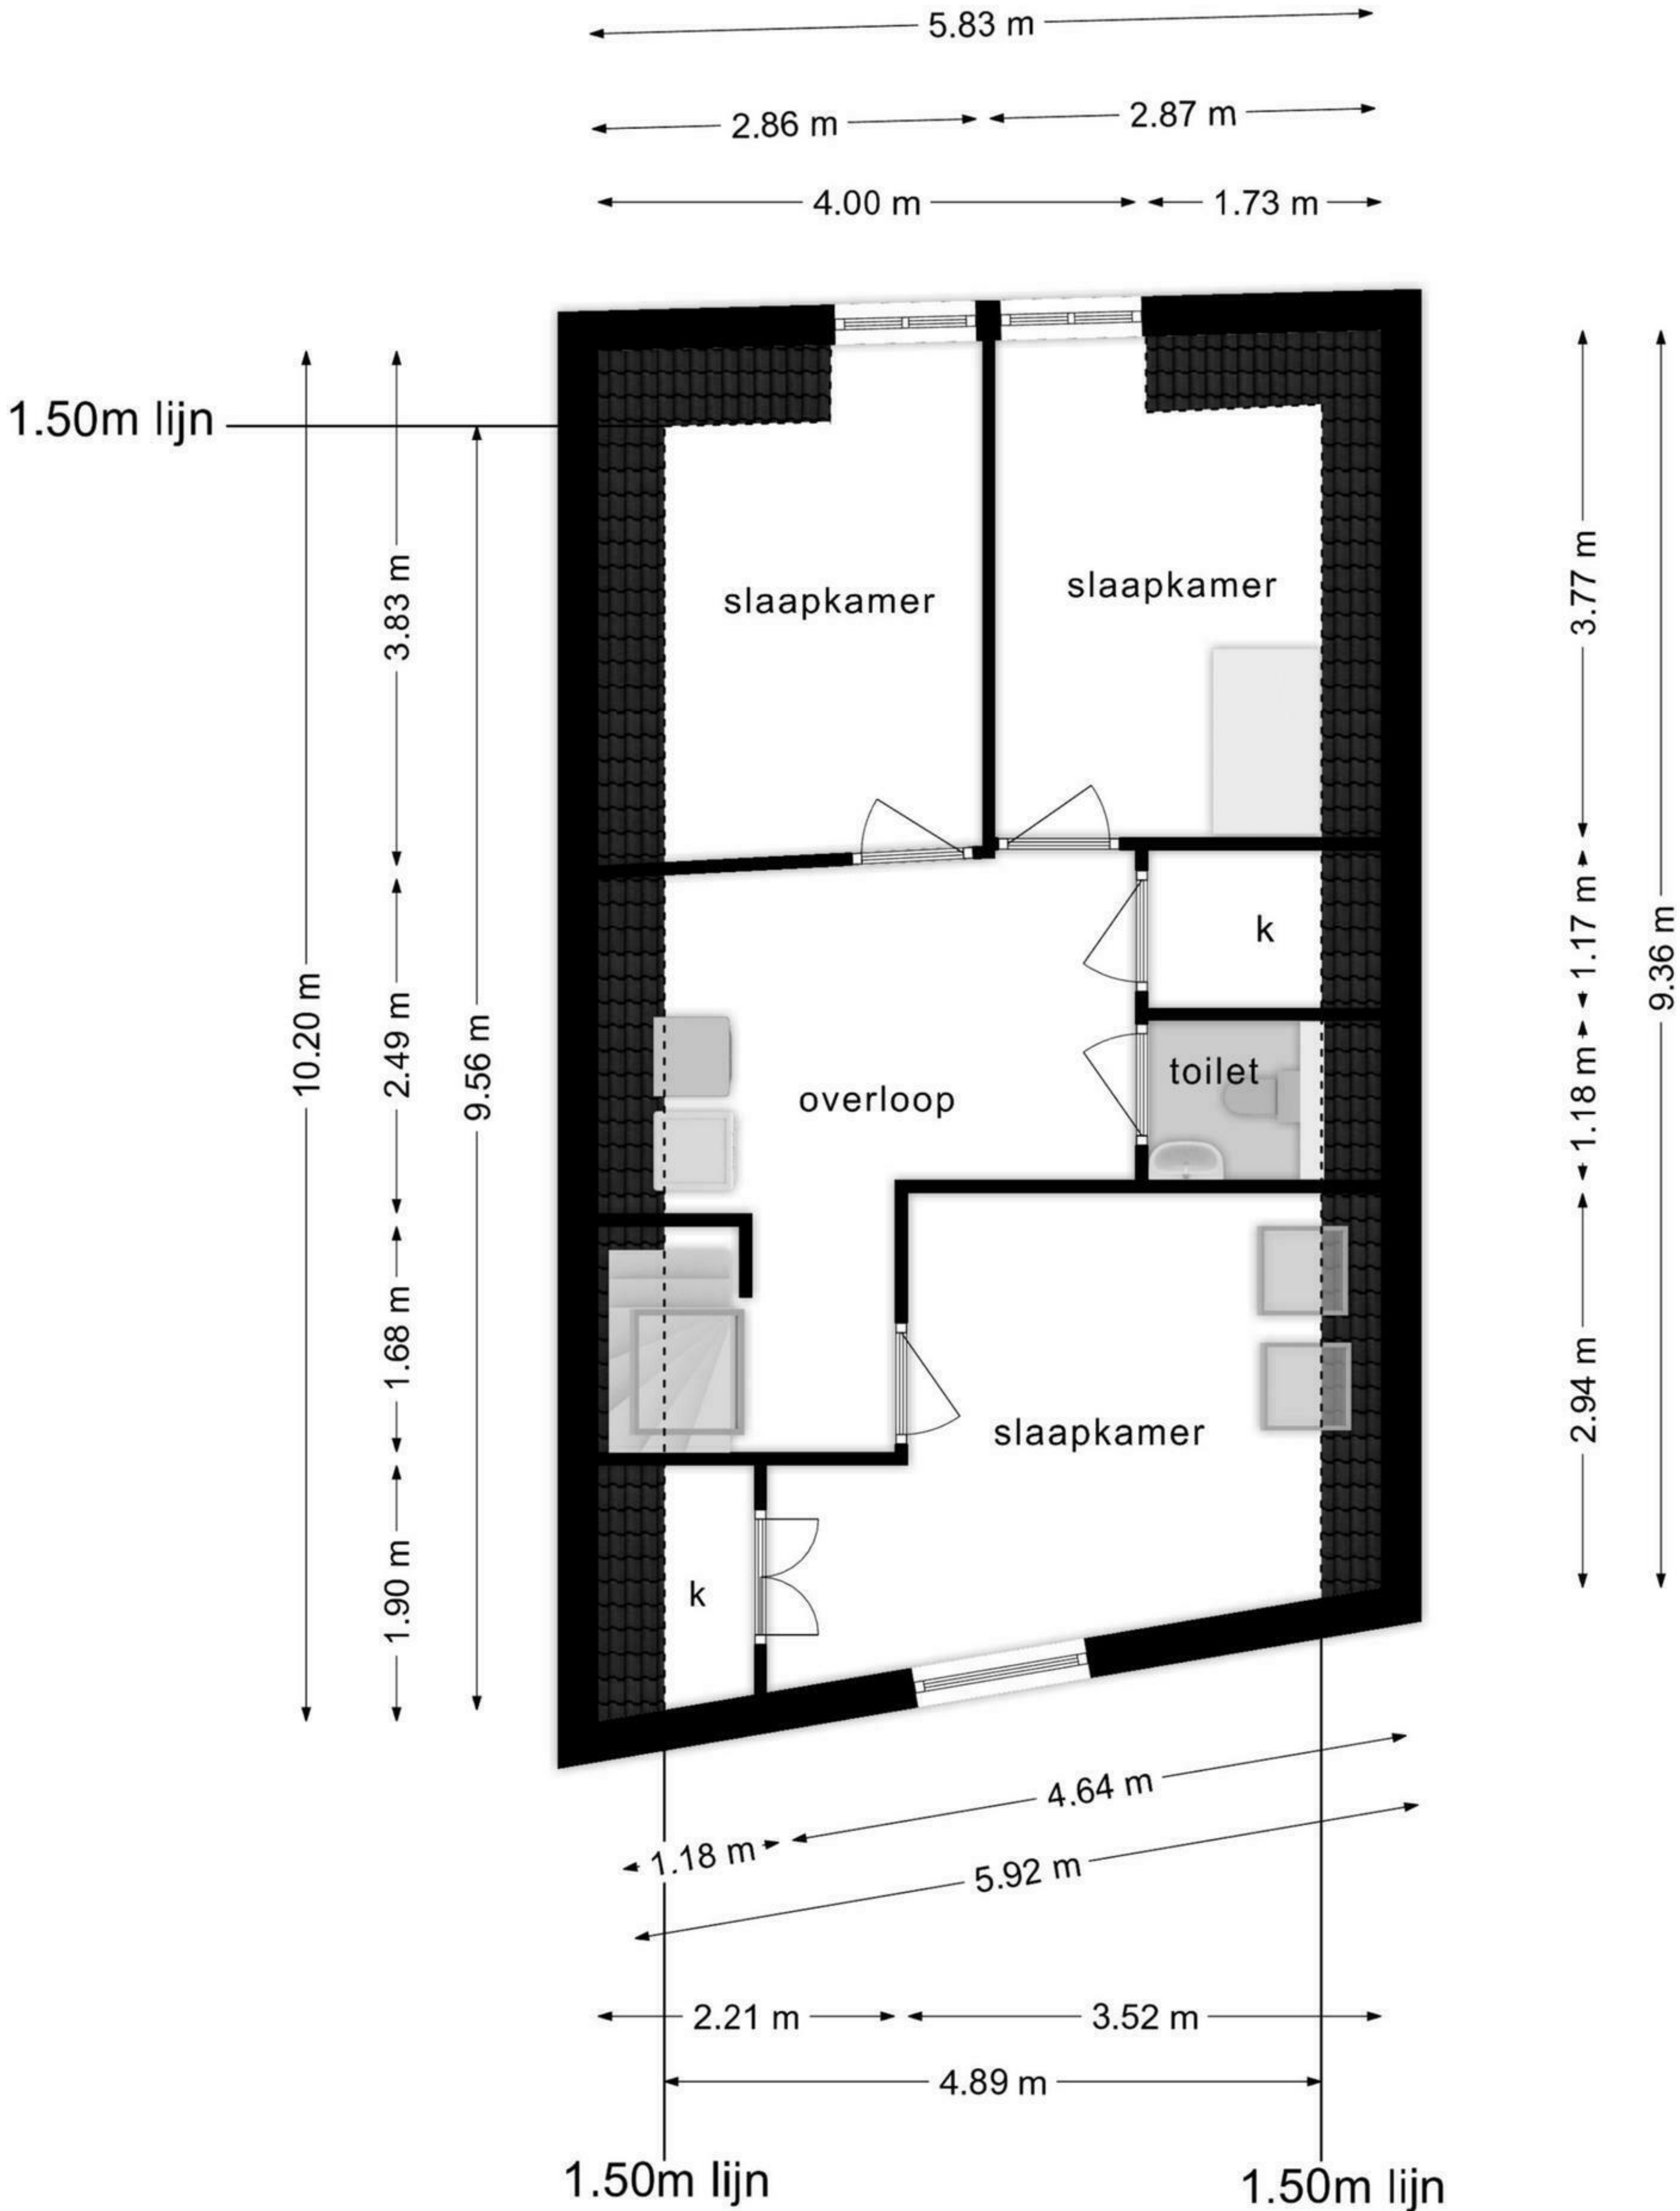 5.83 m
2.86 m
2.87 m
4.00 m
1.73 m
1.50m lijn
3.83 m
3.77 m
slaapkamer
slaapkamer
k
1.17 m
9.36 m
10.20 m
2.49 m
9.56 m
overloop
toilet
1.18 m
1.68 m
slaapkamer
2.94 m
1.90 m
k
4.64 m
1.18 m
5.92 m
2.21 m
3.52 m
4.89 m
1.50m lijn
1.50m lijn